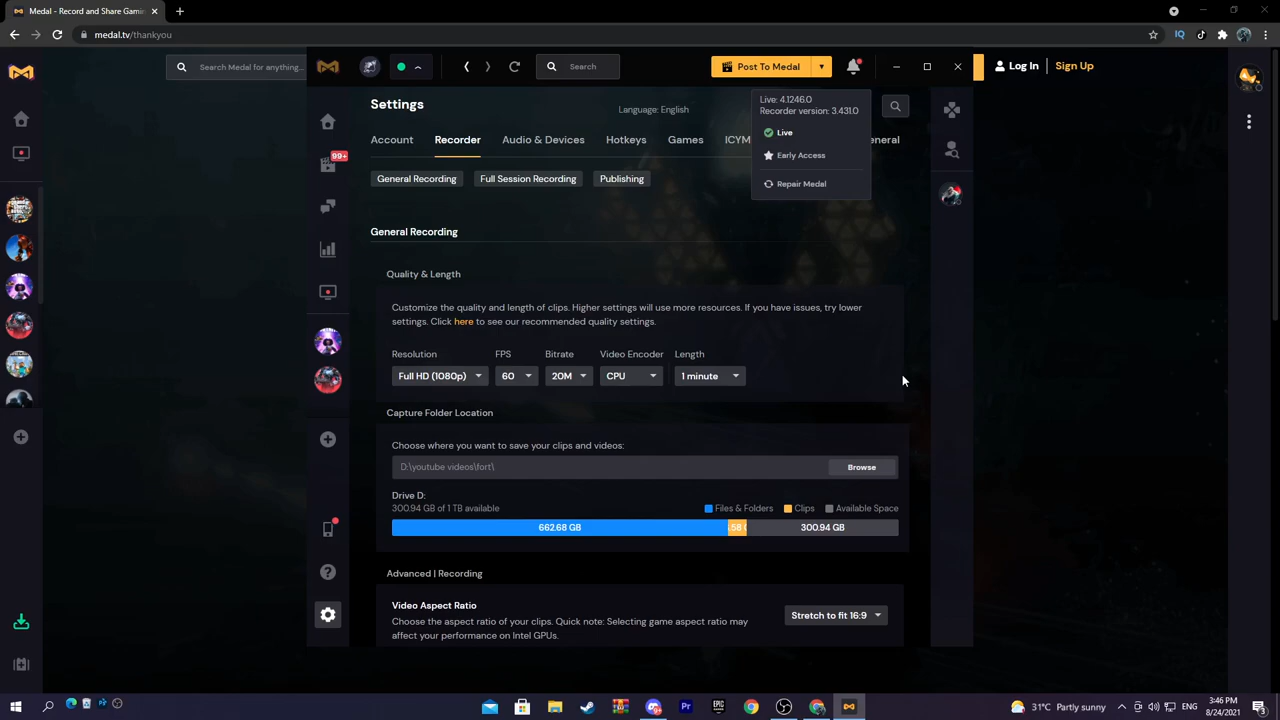 Medal - Record and Share Gamin
medal.tv/thankyou
Search Medal for anything...
Search
Post To Medal
Log In
Sign Up
Settings
Language: English
Live: 4.1246.0
Recorder version: 3.431.0
Live
Early Access
Repair Medal
Account
Recorder
Audio & Devices
Hotkeys
Games
ICYM
eneral
99+
General Recording
Full Session Recording
Publishing
General Recording
Quality & Length
Customize the quality and length of clips. Higher settings will use more resources. If you have issues, try lower
settings. Click here to see our recommended quality settings.
Resolution FPS Bitrate Video Encoder Length
Full HD (1080p) 60 20M CPU 1 minute
Capture Folder Location
Choose where you want to save your clips and videos:
D:\youtube videos\fort\
Browse
Drive D:
300.94 GB of 1 TB available
Files & Folders Clips Available Space
662.68 GB
300.94 GB
Advanced | Recording
Video Aspect Ratio
Choose the aspect ratio of your clips. Quick note: Selecting game aspect ratio may
affect your performance on Intel GPUs.
Stretch to fit 16:9
31°C Partly sunny
ENG
3:46 PM
8/24/2021